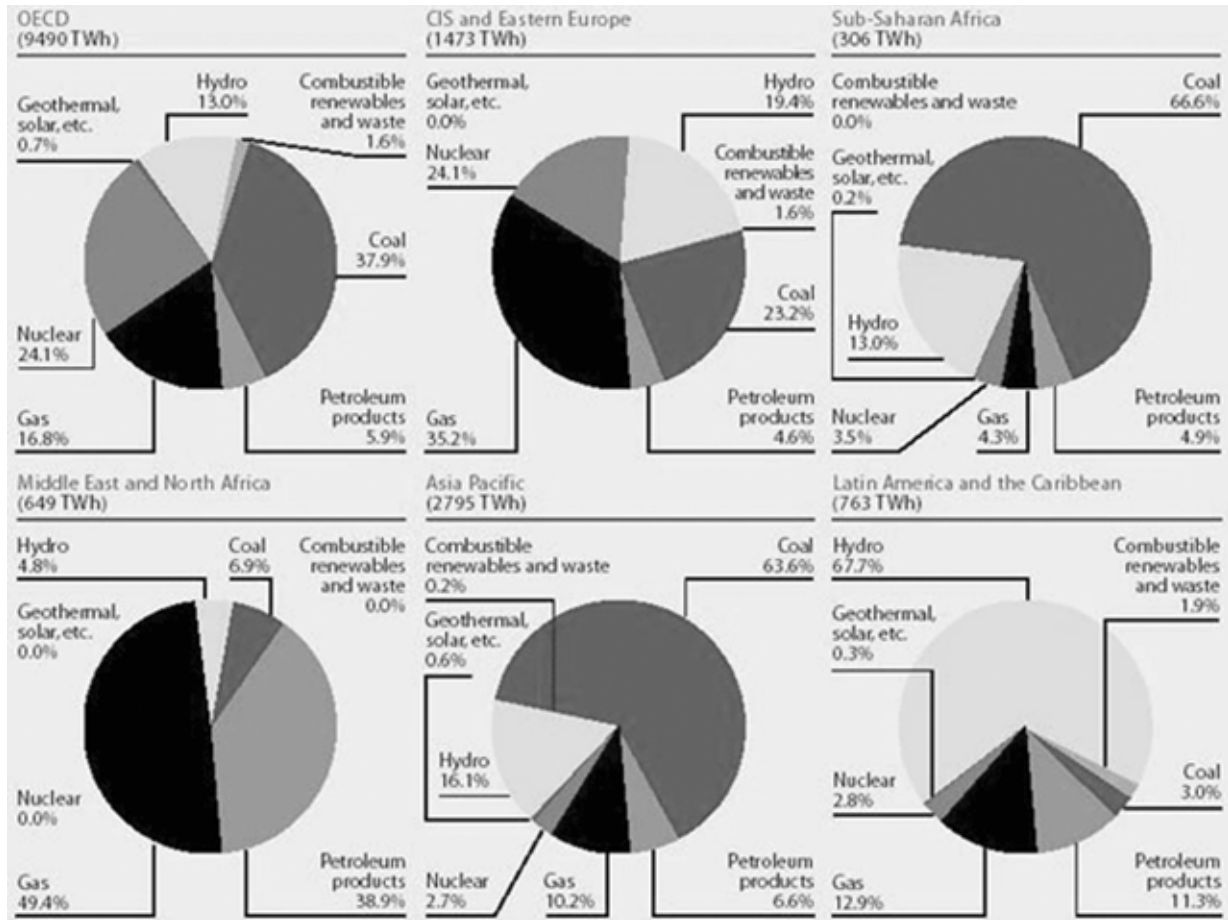 OECD
(9490 TWh)
Hydro
13.0%
Combustible
renewables
and waste
1.6%
Geothermal,
solar, etc.
0.7%
Coal
37.9%
Nuclear
24.1%
Gas
16.8%
Petroleum
products
5.9%
CIS and Eastern Europe
(1473 TWh)
Geothermal,
solar, etc.
0.0%
Hydro
19.4%
Nuclear
24.1%
Combustible
renewables
and waste
1.6%
Coal
23.2%
Gas
35.2%
Petroleum
products
4.6%
Sub-Saharan Africa
(306 TWh)
Combustible
renewables and waste
0.0%
Coal
66.6%
Geothermal,
solar, etc.
0.2%
Hydro
13.0%
Nuclear
3.5%
Gas
4.3%
Petroleum
products
4.9%
Middle East and North Africa
(649 TWh)
Hydro
4.8%
Coal
6.9%
Combustible
renewables
and waste
0.0%
Geothermal,
solar, etc.
0.0%
Nuclear
0.0%
Gas
49.4%
Petroleum
products
38.9%
Asia Pacific
(2795 TWh)
Combustible
renewables and waste
0.2%
Coal
63.6%
Geothermal,
solar, etc.
0.6%
Hydro
16.1%
Nuclear
2.7%
Gas
10.2%
Petroleum
products
6.6%
Latin America and the Caribbean
(763 TWh)
Hydro
67.7%
Combustible
renewables
and waste
1.9%
Geothermal,
solar, etc.
0.3%
Nuclear
2.8%
Coal
3.0%
Gas
12.9%
Petroleum
products
11.3%